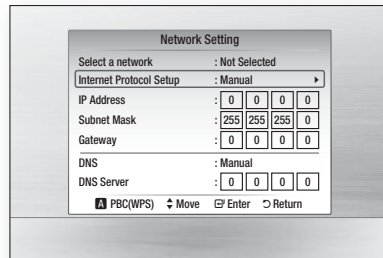 Network Setting
Select a network : Not Selected
Internet Protocol Setup : Manual ▶
IP Address : 0 0 0 0
Subnet Mask : 255 255 255 0
Gateway : 0 0 0 0
DNS : Manual
DNS Server : 0 0 0 0
A PBC(WPS) Move Enter Return